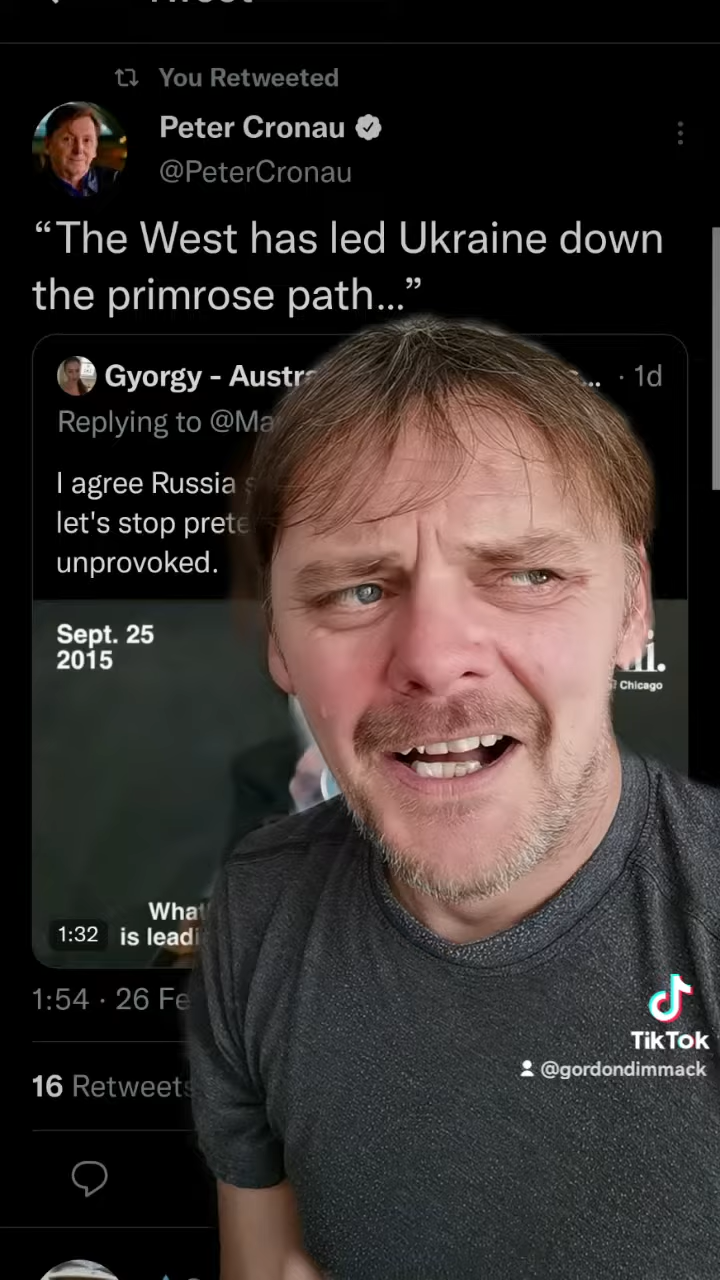 You Retweeted
Peter Cronau
@PeterCronau
“The West has led Ukraine down
the primrose path...”
Gyorgy - Austra ... · 1d
Replying to @Ma
I agree Russia
let's stop prete
unprovoked.
Sept. 25
2015
Chicago
What
1:32 is leadi
1:54 · 26 Fe
16 Retweets
TikTok
@gordondimmack